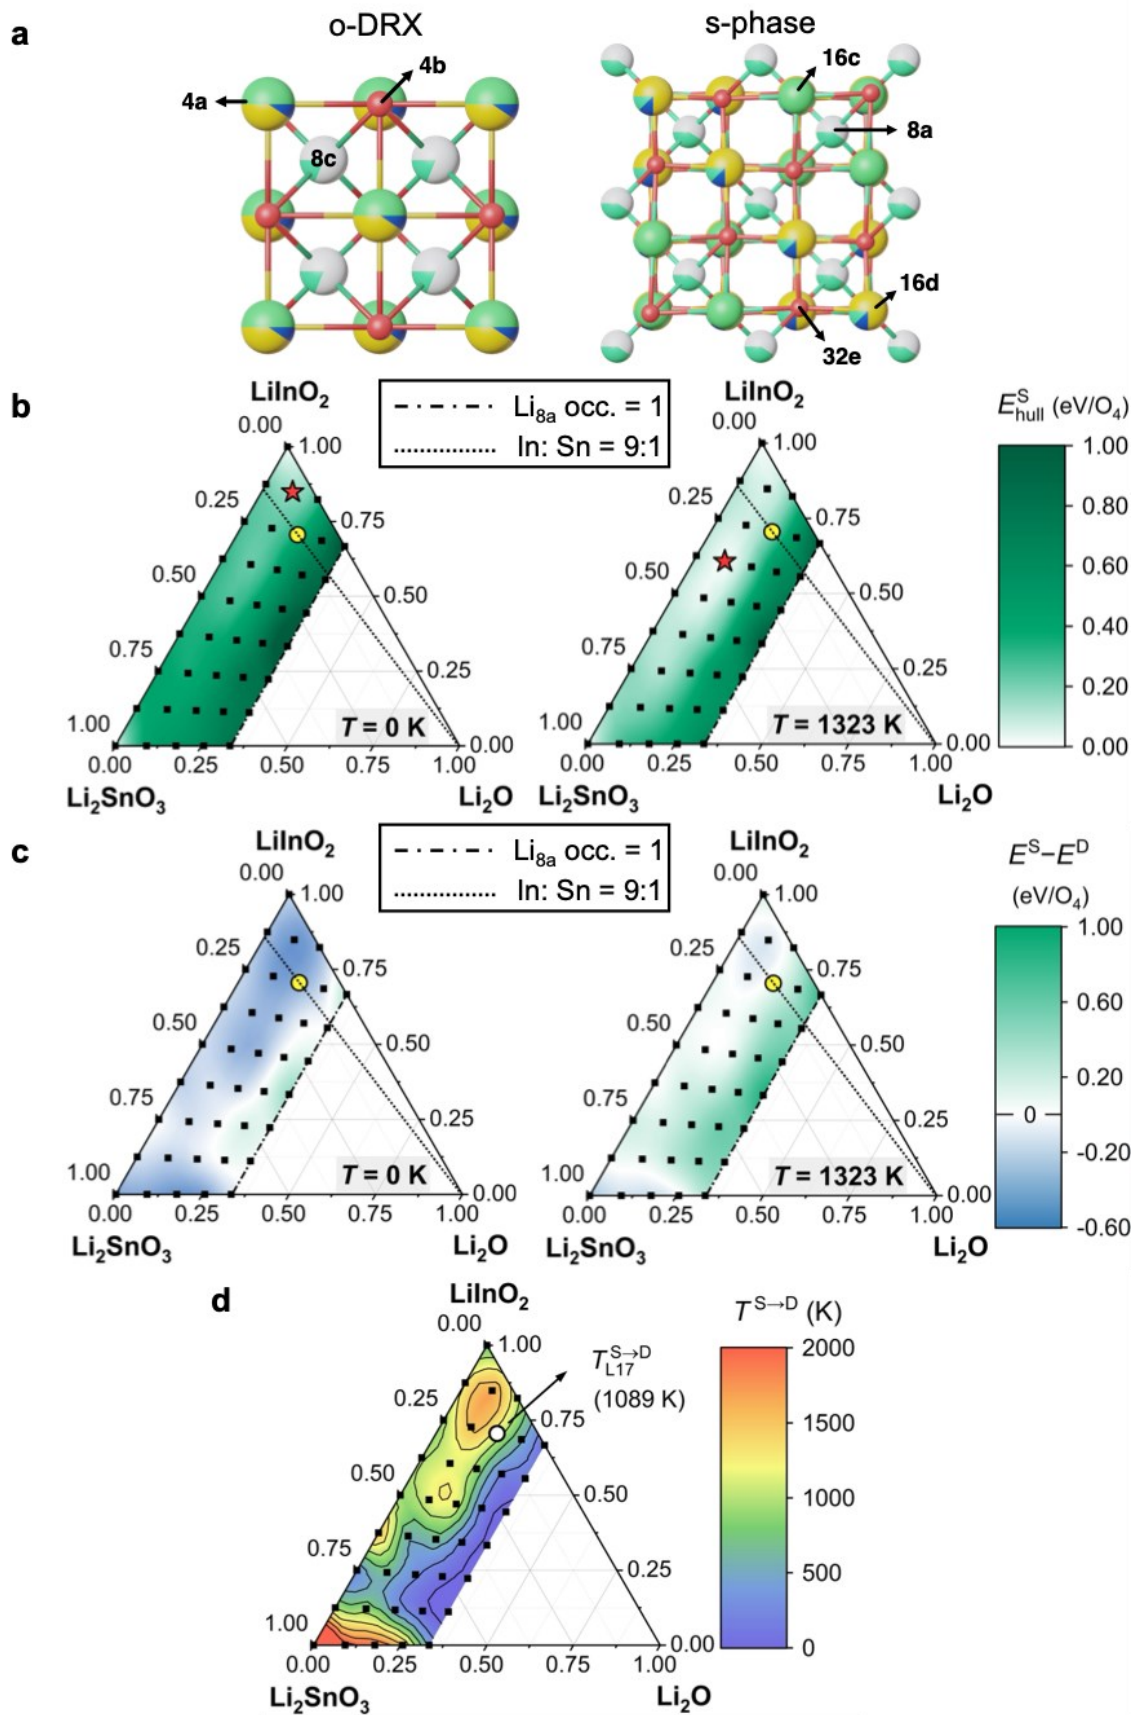 a
o-DRX
s-phase
4b
4a
8c
16c
8a
16d
32e
b
LiInO₂
Li₈ₐ occ. = 1
In: Sn = 9:1
LiInO₂
E^S_hull (eV/O₄)
0.00
1.00
0.25
0.75
0.50
0.50
0.75
0.25
1.00
T = 0 K
0.00
0.00 0.25 0.50 0.75 1.00
Li₂SnO₃
Li₂O
0.00
1.00
0.25
0.75
0.50
0.50
0.75
0.25
1.00
T = 1323 K
0.00
0.00 0.25 0.50 0.75 1.00
Li₂SnO₃
Li₂O
1.00
0.80
0.60
0.40
0.20
0.00
c
LiInO₂
Li₈ₐ occ. = 1
In: Sn = 9:1
LiInO₂
E^S–E^D
(eV/O₄)
0.00
1.00
0.25
0.75
0.50
0.50
0.75
0.25
1.00
T = 0 K
0.00
0.00 0.25 0.50 0.75 1.00
Li₂SnO₃
Li₂O
0.00
1.00
0.25
0.75
0.50
0.50
0.75
0.25
1.00
T = 1323 K
0.00
0.00 0.25 0.50 0.75 1.00
Li₂SnO₃
Li₂O
1.00
0.60
0.20
0
-0.20
-0.60
d
LiInO₂
T^S→D (K)
0.00
1.00
T^S→D_L17
(1089 K)
0.25
0.75
0.50
0.50
0.75
0.25
1.00
0.00
0.00 0.25 0.50 0.75 1.00
Li₂SnO₃
Li₂O
2000
1500
1000
500
0